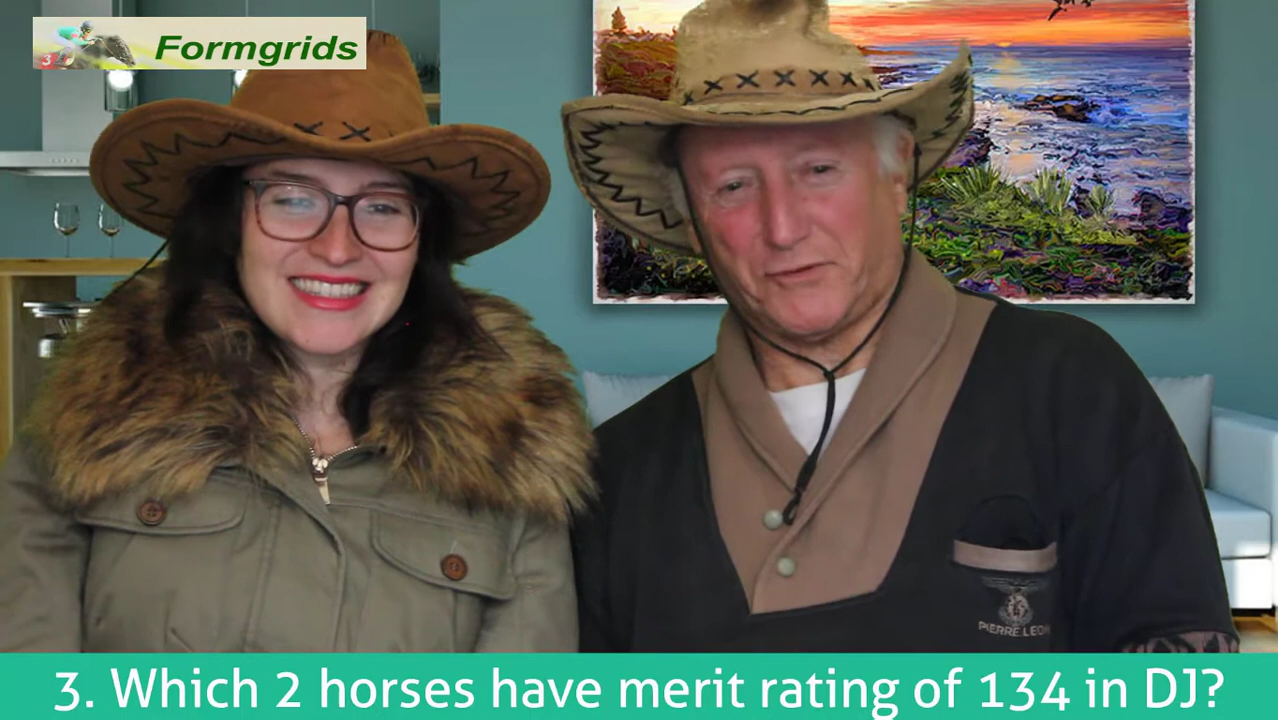 Formgrids
PIERRE LEON
3. Which 2 horses have merit rating of 134 in DJ?